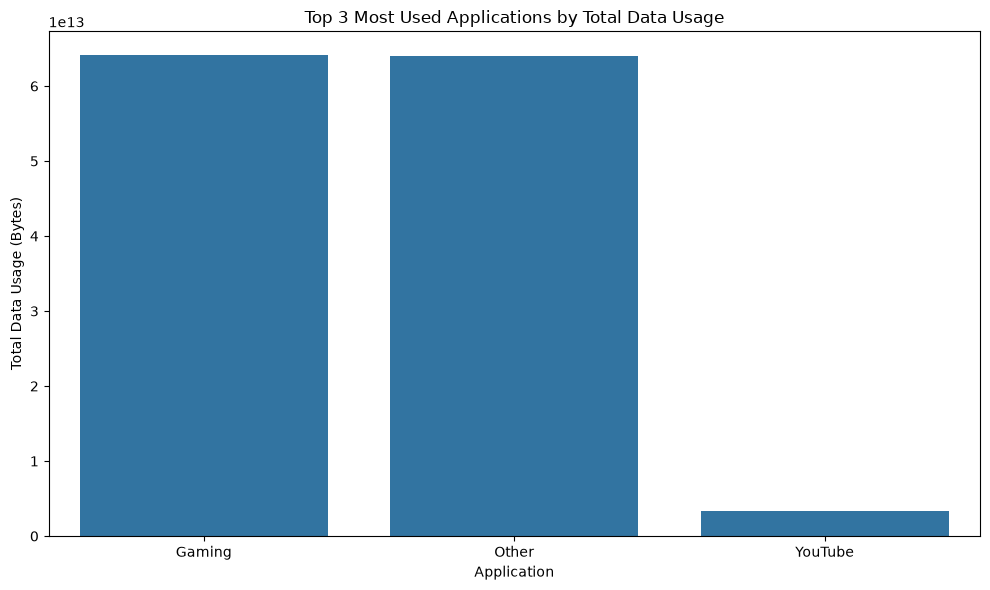 Top 3 Most Used Applications by Total Data Usage
1e13
6
5
4
3
2
1
0
Total Data Usage (Bytes)
Gaming
Other
YouTube
Application